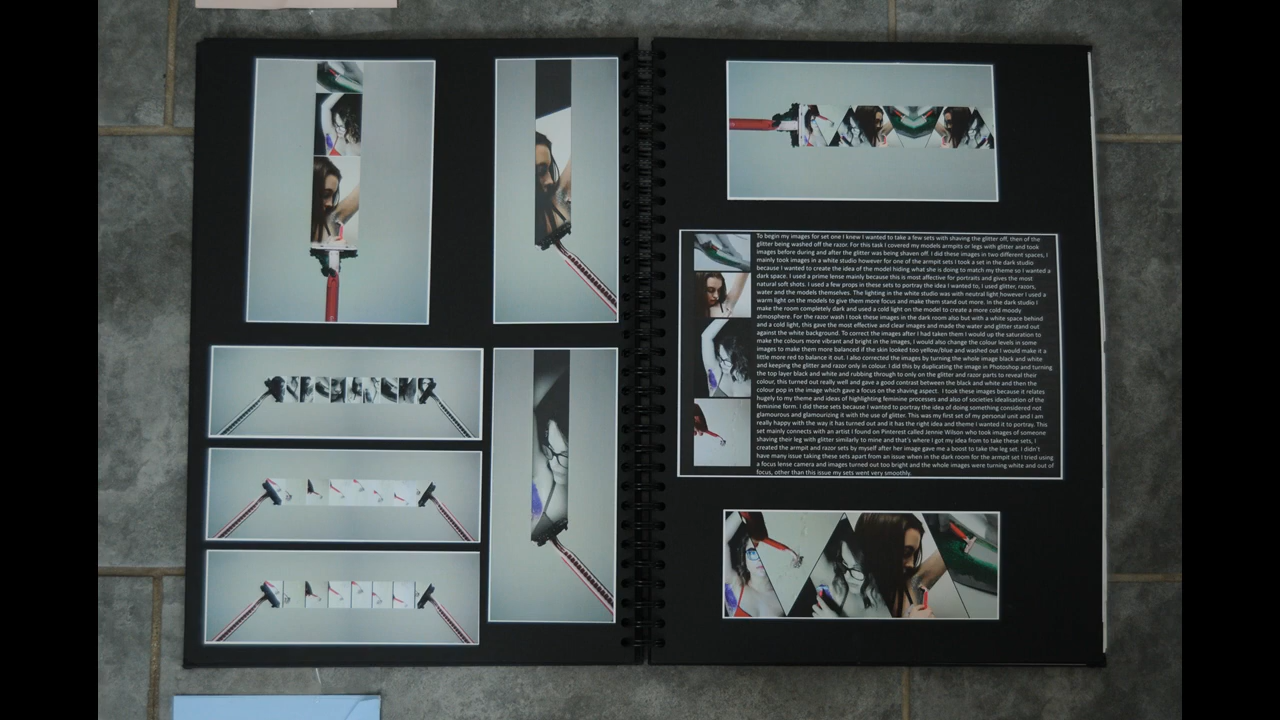 To begin my images for set one I knew I wanted to take a few sets with shaving the glitter off, then of the
glitter being washed off the razor. For this task I covered my models armpits or legs with glitter and took
images before during and after the glitter was being shaven off. I did these images in two different spaces, I
mainly took images in a white studio however for one of the armpit sets I took a set in the dark studio
because I wanted to create the idea of the model hiding what she is doing to match my theme so I wanted a
dark space. I used a prime lense mainly because this is most affective for portraits and gives the most
natural soft shots. I used a few props in these sets to portray the idea I wanted to, I used glitter, razors,
water and the models themselves. The lighting in the white studio was with neutral light however I used a
warm light on the models to give them more focus and make them stand out more. In the dark studio I
make the room completely dark and used a cold light on the model to create a more cold moody
atmosphere. For the razor wash I took these images in the dark room also but with a white space behind
and a cold light, this gave the most effective and clear images and made the water and glitter stand out
against the white background. To correct the images after I had taken them I would up the saturation to
make the colours more vibrant and bright in the images, I would also change the colour levels in some
images to make them more balanced if the skin looked too yellow/blue and washed out I would make it a
little more red to balance it out. I also corrected the images by turning the whole image black and white
and keeping the glitter and razor only in colour. I did this by duplicating the image in Photoshop and turning
the top layer black and white and rubbing through to only on the glitter and razor parts to reveal their
colour, this turned out really well and gave a good contrast between the black and white and then the
colour pop in the image which gave a focus on the shaving aspect. I took these images because it relates
hugely to my theme and ideas of highlighting feminine processes and also of societies idealisation of the
feminine form. I did these sets because I wanted to portray the idea of doing something considered not
glamourous and glamourizing it with the use of glitter. This was my first set of my personal unit and I am
really happy with the way it has turned out and it has the right idea and theme I wanted it to portray. This
set mainly connects with an artist I found on Pinterest called Jennie Wilson who took images of someone
shaving their leg with glitter similarly to mine and that's where I got my idea from to take these sets, I
created the armpit and razor sets by myself after her image gave me a boost to take the leg set. I didn't
have many issue taking these sets apart from an issue when in the dark room for the armpit set I tried using
a focus lense camera and images turned out too bright and the whole images were turning white and out of
focus, other than this issue my sets went very smoothly.